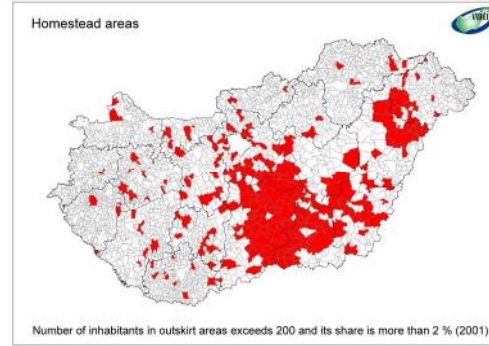 Homestead areas
Number of inhabitants in outskirt areas exceeds 200 and its share is more than 2 % (2001)